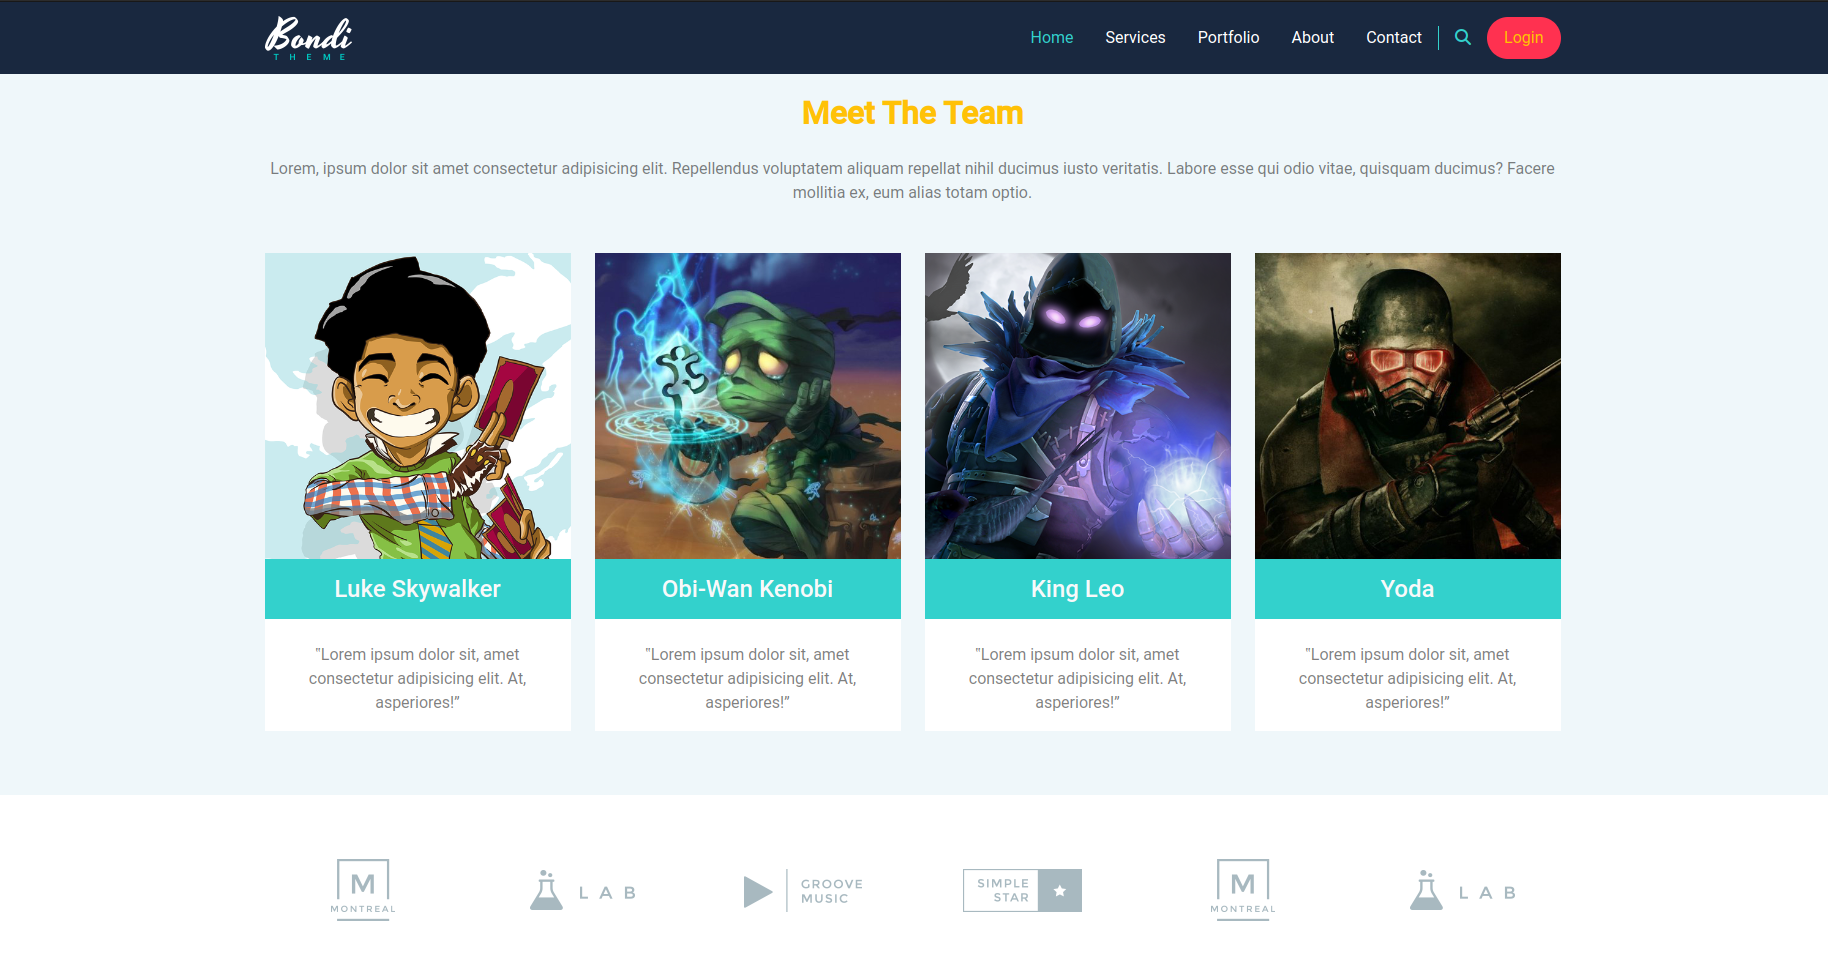 Bondi
THEME
Home Services Portfolio About Contact Login
Meet The Team
Lorem, ipsum dolor sit amet consectetur adipisicing elit. Repellendus voluptatem aliquam repellat nihil ducimus iusto veritatis. Labore esse qui odio vitae, quisquam ducimus? Facere
mollitia ex, eum alias totam optio.
Luke Skywalker
"Lorem ipsum dolor sit, amet
consectetur adipisicing elit. At,
asperiores!”
Obi-Wan Kenobi
"Lorem ipsum dolor sit, amet
consectetur adipisicing elit. At,
asperiores!”
King Leo
"Lorem ipsum dolor sit, amet
consectetur adipisicing elit. At,
asperiores!”
Yoda
"Lorem ipsum dolor sit, amet
consectetur adipisicing elit. At,
asperiores!”
M
MONTREAL
LAB
GROOVE
MUSIC
SIMPLE
STAR
M
MONTREAL
LAB